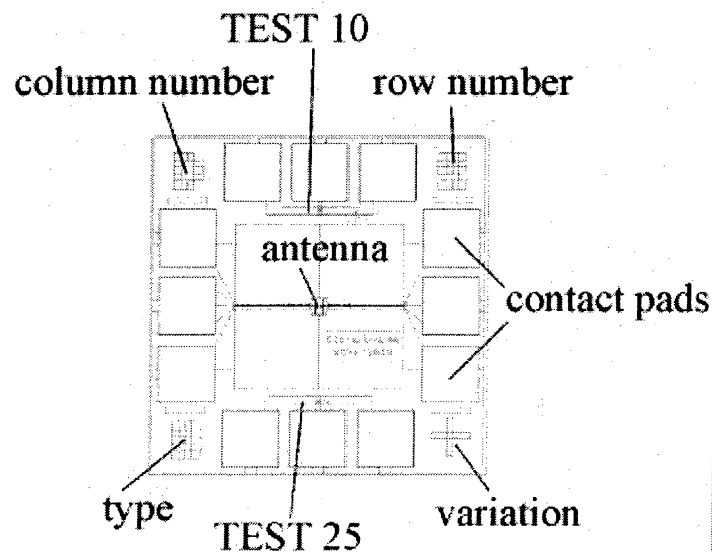 TEST 10
column number
row number
antenna
contact pads
type
TEST 25
variation